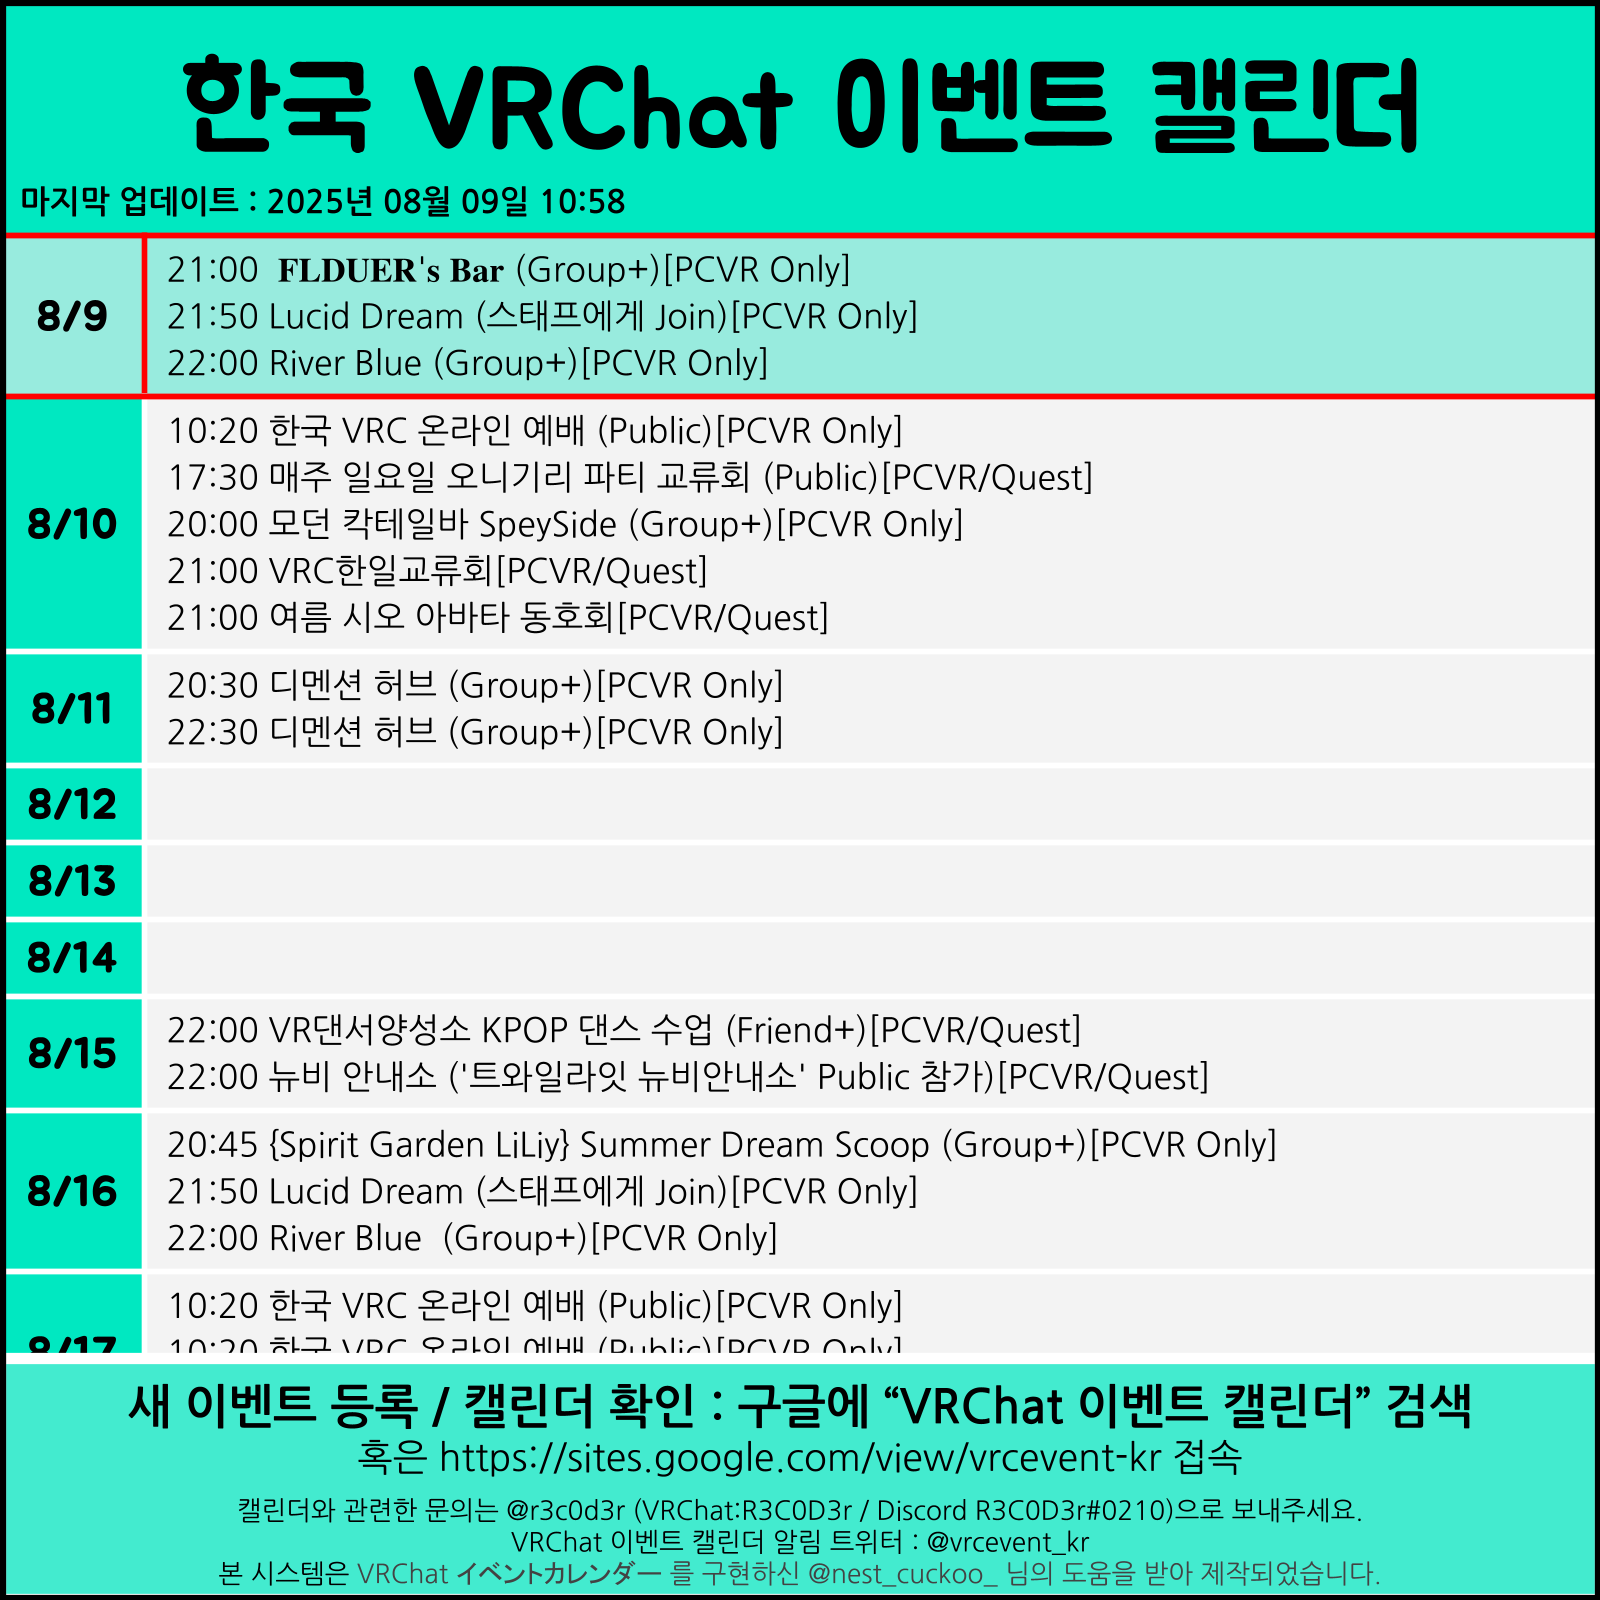 한국 VRChat 이벤트 캘린더
마지막 업데이트 : 2025년 08월 09일 10:58
8/9
21:00  𝐅𝐋𝐃𝐔𝐄𝐑'𝐬 𝐁𝐚𝐫 (Group+)[PCVR Only]
21:50 Lucid Dream (스태프에게 Join)[PCVR Only]
22:00 River Blue (Group+)[PCVR Only]
8/10
10:20 한국 VRC 온라인 예배 (Public)[PCVR Only]
17:30 매주 일요일 오니기리 파티 교류회 (Public)[PCVR/Quest]
20:00 모던 칵테일바 SpeySide (Group+)[PCVR Only]
21:00 VRC한일교류회[PCVR/Quest]
21:00 여름 시오 아바타 동호회[PCVR/Quest]
8/11
20:30 디멘션 허브 (Group+)[PCVR Only]
22:30 디멘션 허브 (Group+)[PCVR Only]
8/12
8/13
8/14
8/15
22:00 VR댄서양성소 KPOP 댄스 수업 (Friend+)[PCVR/Quest]
22:00 뉴비 안내소 ('트와일라잇 뉴비안내소' Public 참가)[PCVR/Quest]
8/16
20:45 {Spirit Garden LiLiy} Summer Dream Scoop (Group+)[PCVR Only]
21:50 Lucid Dream (스태프에게 Join)[PCVR Only]
22:00 River Blue  (Group+)[PCVR Only]
8/17
10:20 한국 VRC 온라인 예배 (Public)[PCVR Only]
10:20 한국 VRC 온라인 예배 (Public)[PCVR Only]
새 이벤트 등록 / 캘린더 확인 : 구글에 “VRChat 이벤트 캘린더” 검색
혹은 https://sites.google.com/view/vrcevent-kr 접속
캘린더와 관련한 문의는 @r3c0d3r (VRChat:R3C0D3r / Discord R3C0D3r#0210)으로 보내주세요.
VRChat 이벤트 캘린더 알림 트위터 : @vrcevent_kr
본 시스템은 VRChat イベントカレンダー 를 구현하신 @nest_cuckoo_ 님의 도움을 받아 제작되었습니다.